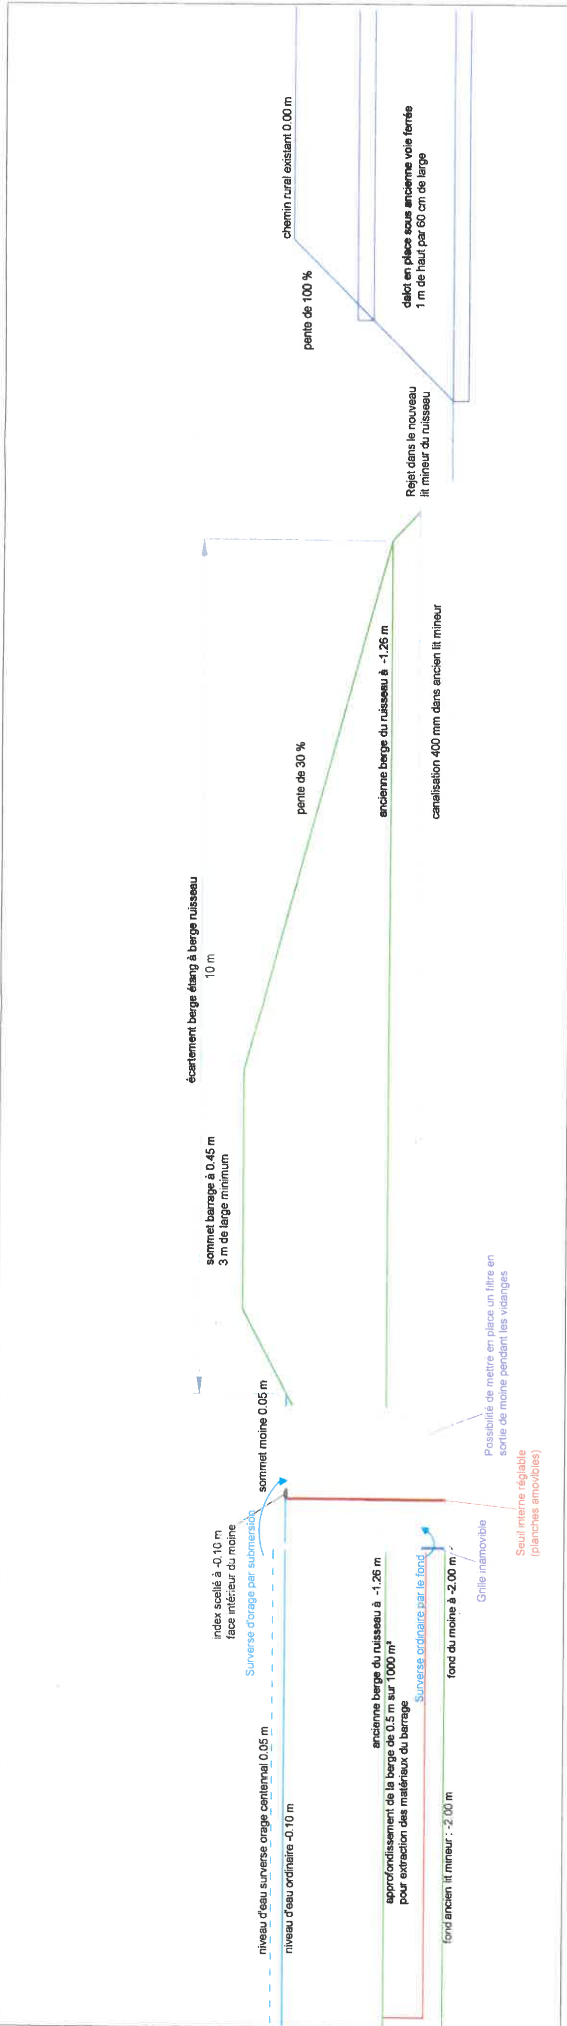 niveau d'eau surverse orage centennal 0.05 m
niveau d'eau ordinaire -0.10 m
ancienne berge du ruisseau à -1.26 m
approfondissement de la berge de 0.5 m sur 1000 m²
pour extraction des matériaux du barrage
fond ancien lit mineur : -2.00 m
index scellé à -0.10 m
face intérieur du moine
Surverse d'orage par submersion
sommet moine 0.05 m
Surverse ordinaire par le fond
fond du moine à -2.00 m
Grille inamovible
Seuil interne réglable
(planches amovibles)
Possibilité de mettre en place un filtre en
sortie de moine pendant les vidanges
sommet barrage à 0.45 m
3 m de large minimum
écartement berge étang à berge ruisseau
10 m
pente de 30 %
ancienne berge du ruisseau à -1.26 m
canalisation 400 mm dans ancien lit mineur
Rejet dans le nouveau
lit mineur du ruisseau
pente de 100 %
chemin rural existant 0.00 m
dalot en place sous ancienne voie ferrée
1 m de haut par 60 cm de large